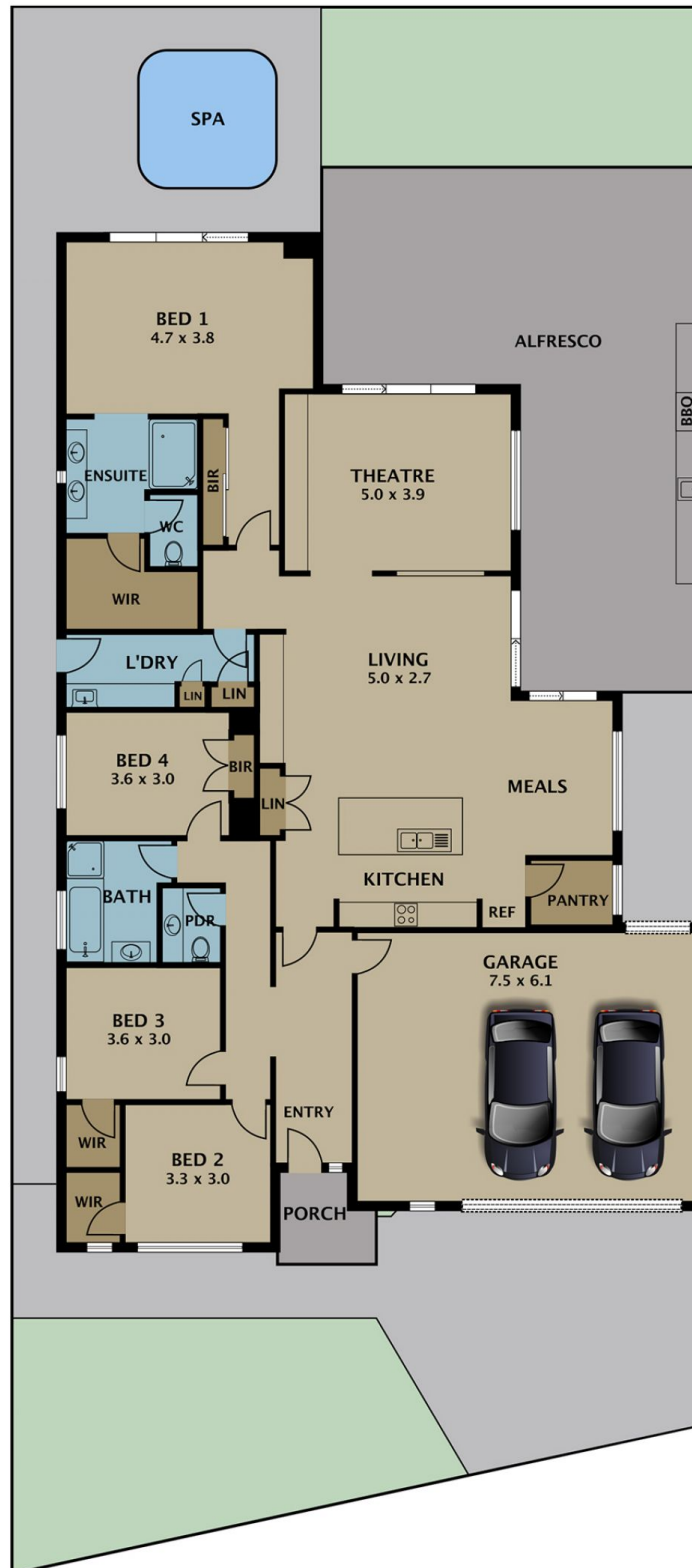 SPA
BED 1
4.7 x 3.8
ALFRESCO
BBQ
ENSUITE
BIR
THEATRE
5.0 x 3.9
WC
WIR
L'DRY
LIVING
5.0 x 2.7
LIN
LIN
BED 4
3.6 x 3.0
BIR
MEALS
LIN
KITCHEN
BATH
PANTRY
PDR
REF
GARAGE
7.5 x 6.1
BED 3
3.6 x 3.0
ENTRY
WIR
BED 2
3.3 x 3.0
WIR
PORCH